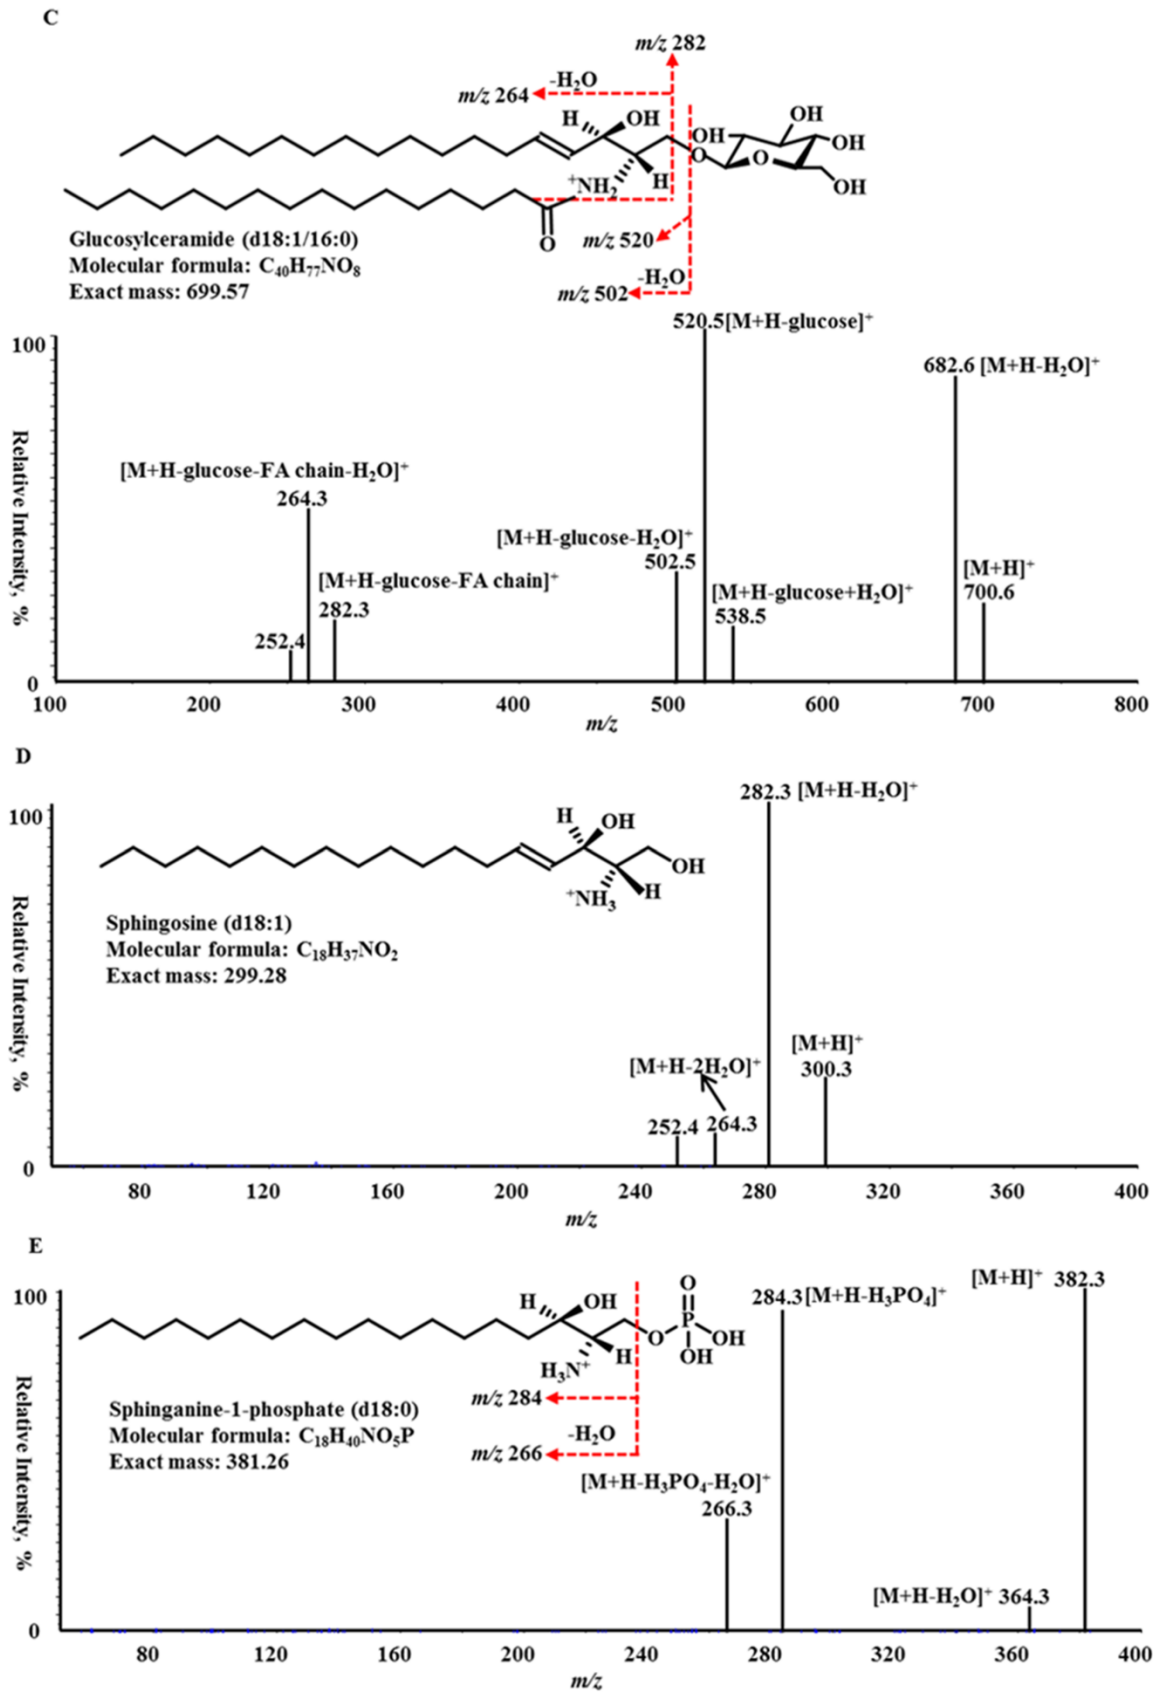 C
m/z 282
-H₂O
m/z 264
H
OH
OH
OH
OH
O
O
OH
⁺NH₂
H
O
m/z 520
-H₂O
m/z 502
Glucosylceramide (d18:1/16:0)
Molecular formula: C₄₀H₇₇NO₈
Exact mass: 699.57
520.5[M+H-glucose]⁺
100
682.6 [M+H-H₂O]⁺
[M+H-glucose-FA chain-H₂O]⁺
264.3
[M+H-glucose-H₂O]⁺
502.5
[M+H]⁺
700.6
[M+H-glucose-FA chain]⁺
282.3
[M+H-glucose+H₂O]⁺
538.5
252.4
Relative Intensity, %
0
100 200 300 400 500 600 700 800
m/z
D
282.3 [M+H-H₂O]⁺
100
H
OH
OH
⁺NH₃
H
Sphingosine (d18:1)
Molecular formula: C₁₈H₃₇NO₂
Exact mass: 299.28
[M+H]⁺
300.3
[M+H-2H₂O]⁺
252.4 264.3
Relative Intensity, %
0
80 120 160 200 240 280 320 360 400
m/z
E
[M+H]⁺ 382.3
284.3[M+H-H₃PO₄]⁺
100
H
OH
O
P
O
OH
OH
H₃N⁺
H
m/z 284
-H₂O
m/z 266
Sphinganine-1-phosphate (d18:0)
Molecular formula: C₁₈H₄₀NO₅P
Exact mass: 381.26
[M+H-H₃PO₄-H₂O]⁺
266.3
[M+H-H₂O]⁺ 364.3
Relative Intensity, %
0
80 120 160 200 240 280 320 360 400
m/z